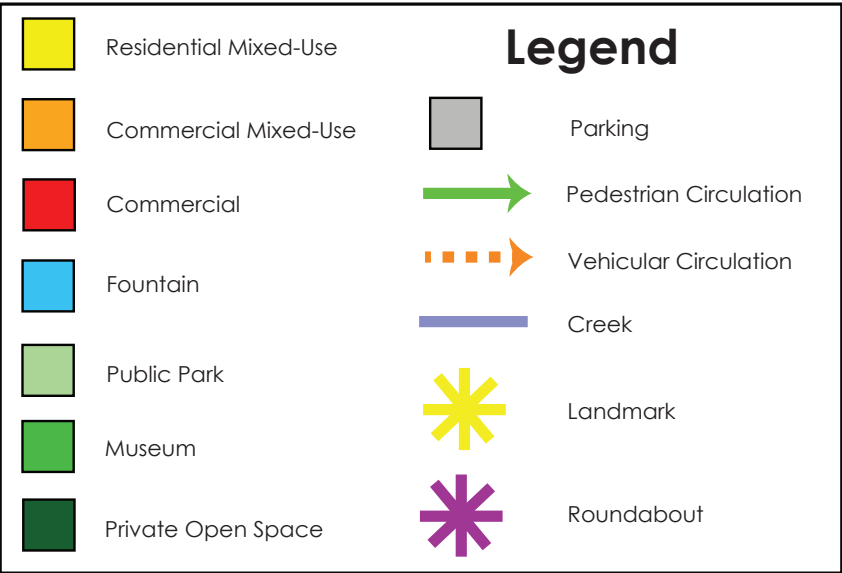 Legend
Residential Mixed-Use
Commercial Mixed-Use
Commercial
Fountain
Public Park
Museum
Private Open Space
Parking
Pedestrian Circulation
Vehicular Circulation
Creek
Landmark
Roundabout